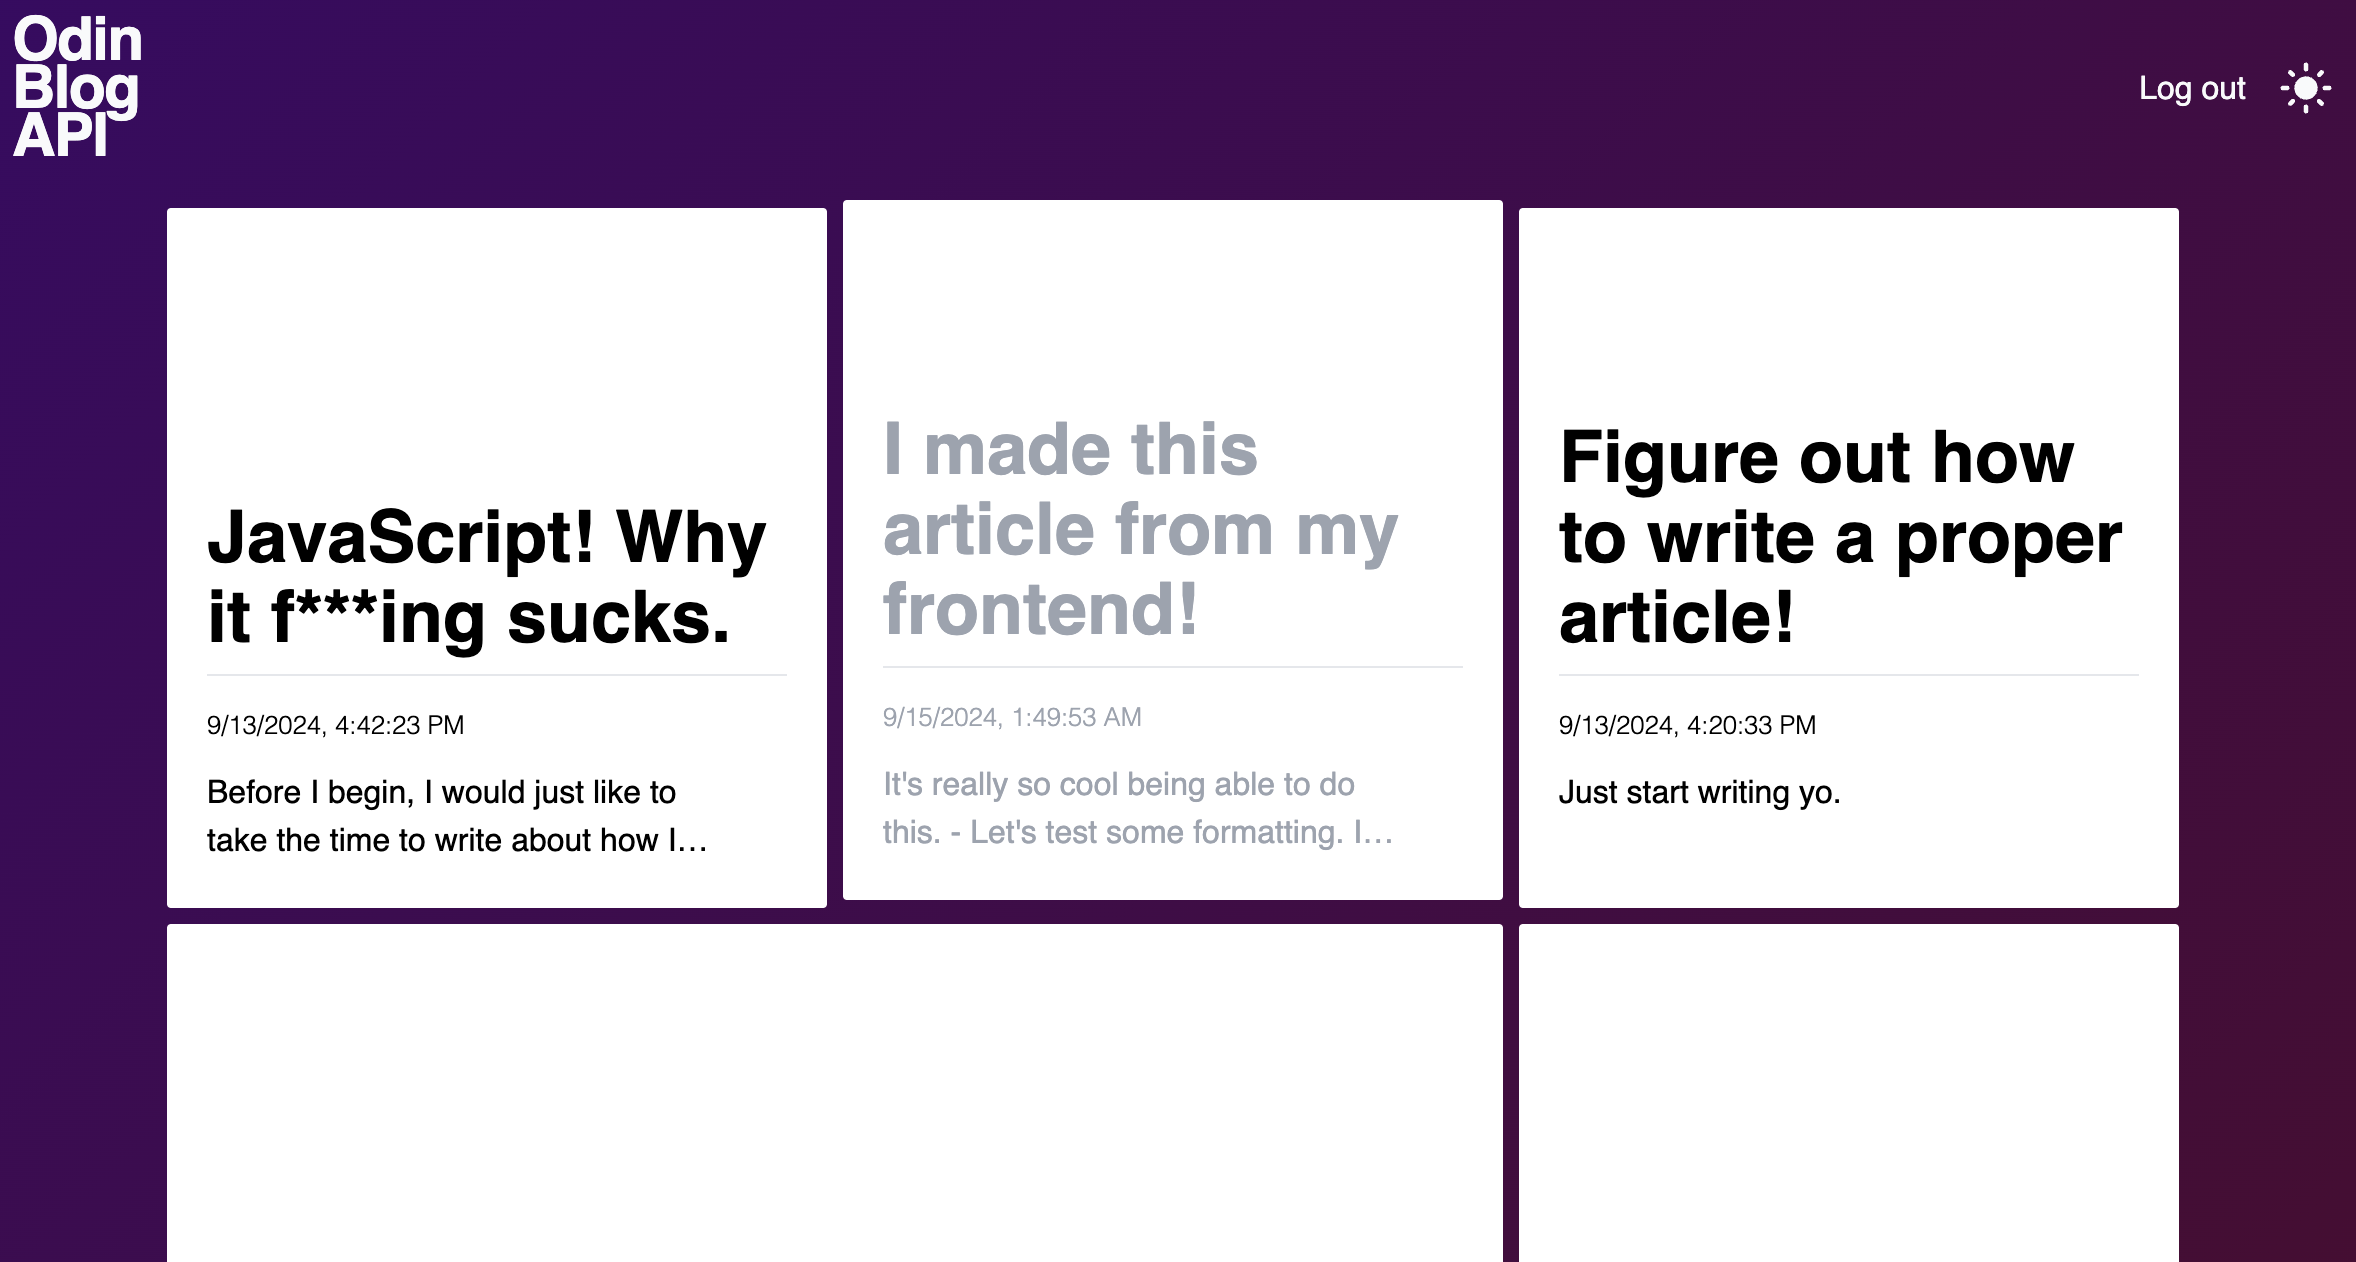 Odin
Blog
API
Log out
JavaScript! Why
it f***ing sucks.
9/13/2024, 4:42:23 PM
Before I begin, I would just like to
take the time to write about how I…
I made this
article from my
frontend!
9/15/2024, 1:49:53 AM
It's really so cool being able to do
this. - Let's test some formatting. I…
Figure out how
to write a proper
article!
9/13/2024, 4:20:33 PM
Just start writing yo.